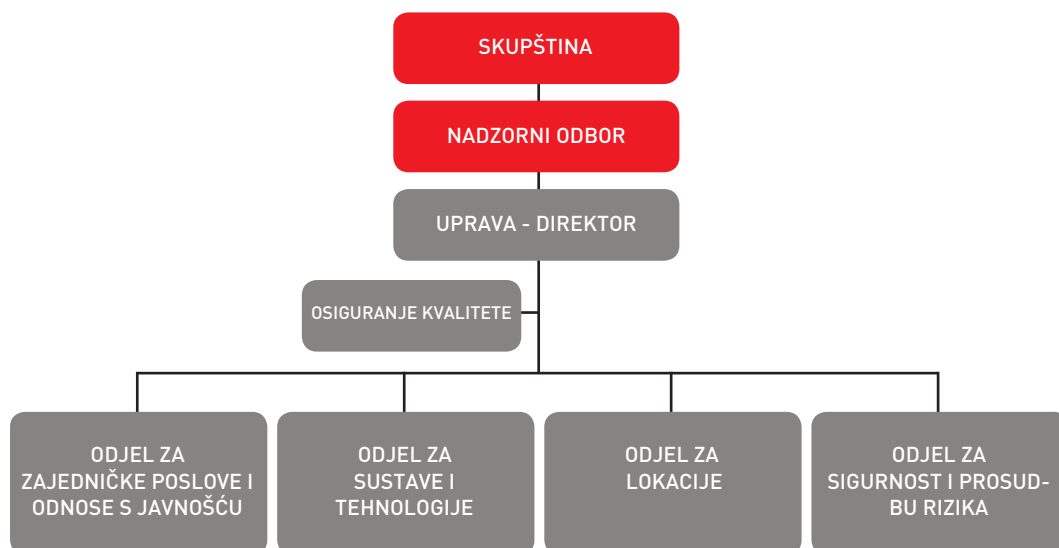 SKUPŠTINA
NADZORNI ODBOR
UPRAVA - DIREKTOR
OSIGURANJE KVALITETE
ODJEL ZA
ZAJEDNIČKE POSLOVE I
ODNOSE S JAVNOŠĆU
ODJEL ZA
SUSTAVE I
TEHNOLOGIJE
ODJEL ZA
LOKACIJE
ODJEL ZA
SIGURNOST I PROSUD-
BU RIZIKA